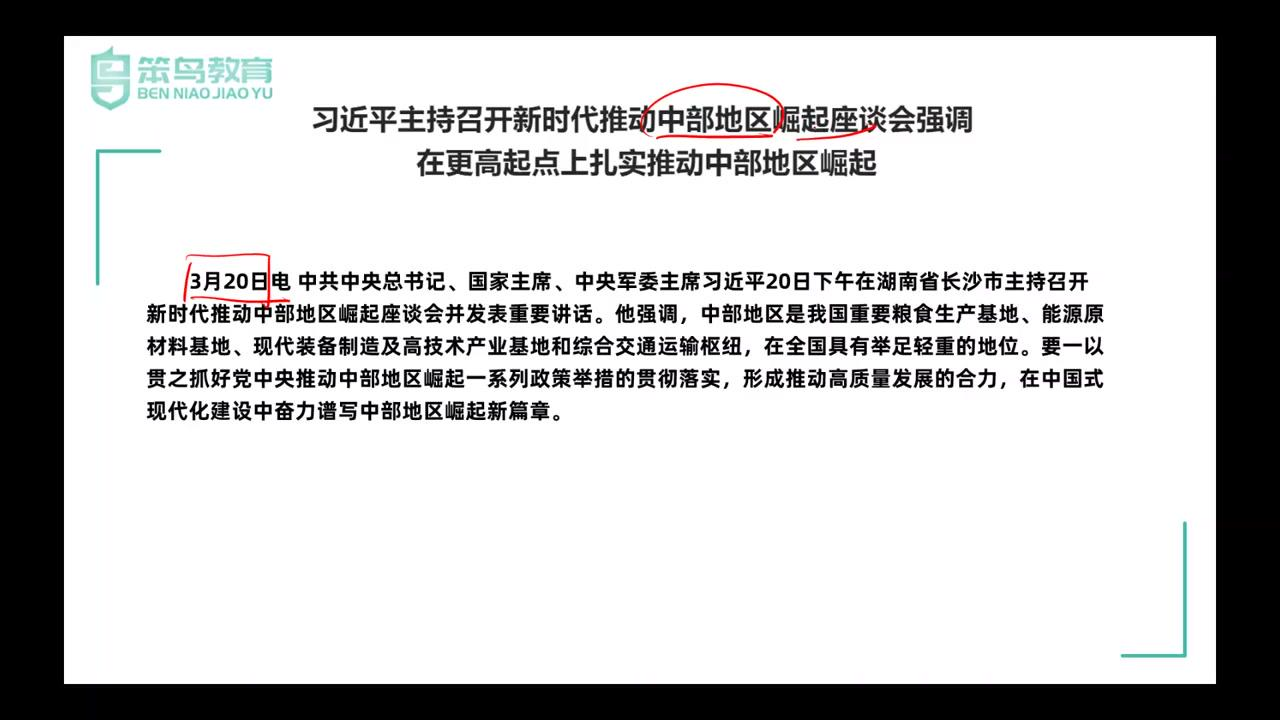 笨鸟教育
BEN NIAO JIAO YU
习近平主持召开新时代推动中部地区崛起座谈会强调
在更高起点上扎实推动中部地区崛起
3月20日电 中共中央总书记、国家主席、中央军委主席习近平20日下午在湖南省长沙市主持召开
新时代推动中部地区崛起座谈会并发表重要讲话。他强调，中部地区是我国重要粮食生产基地、能源原
材料基地、现代装备制造及高技术产业基地和综合交通运输枢纽，在全国具有举足轻重的地位。要一以
贯之抓好党中央推动中部地区崛起一系列政策举措的贯彻落实，形成推动高质量发展的合力，在中国式
现代化建设中奋力谱写中部地区崛起新篇章。